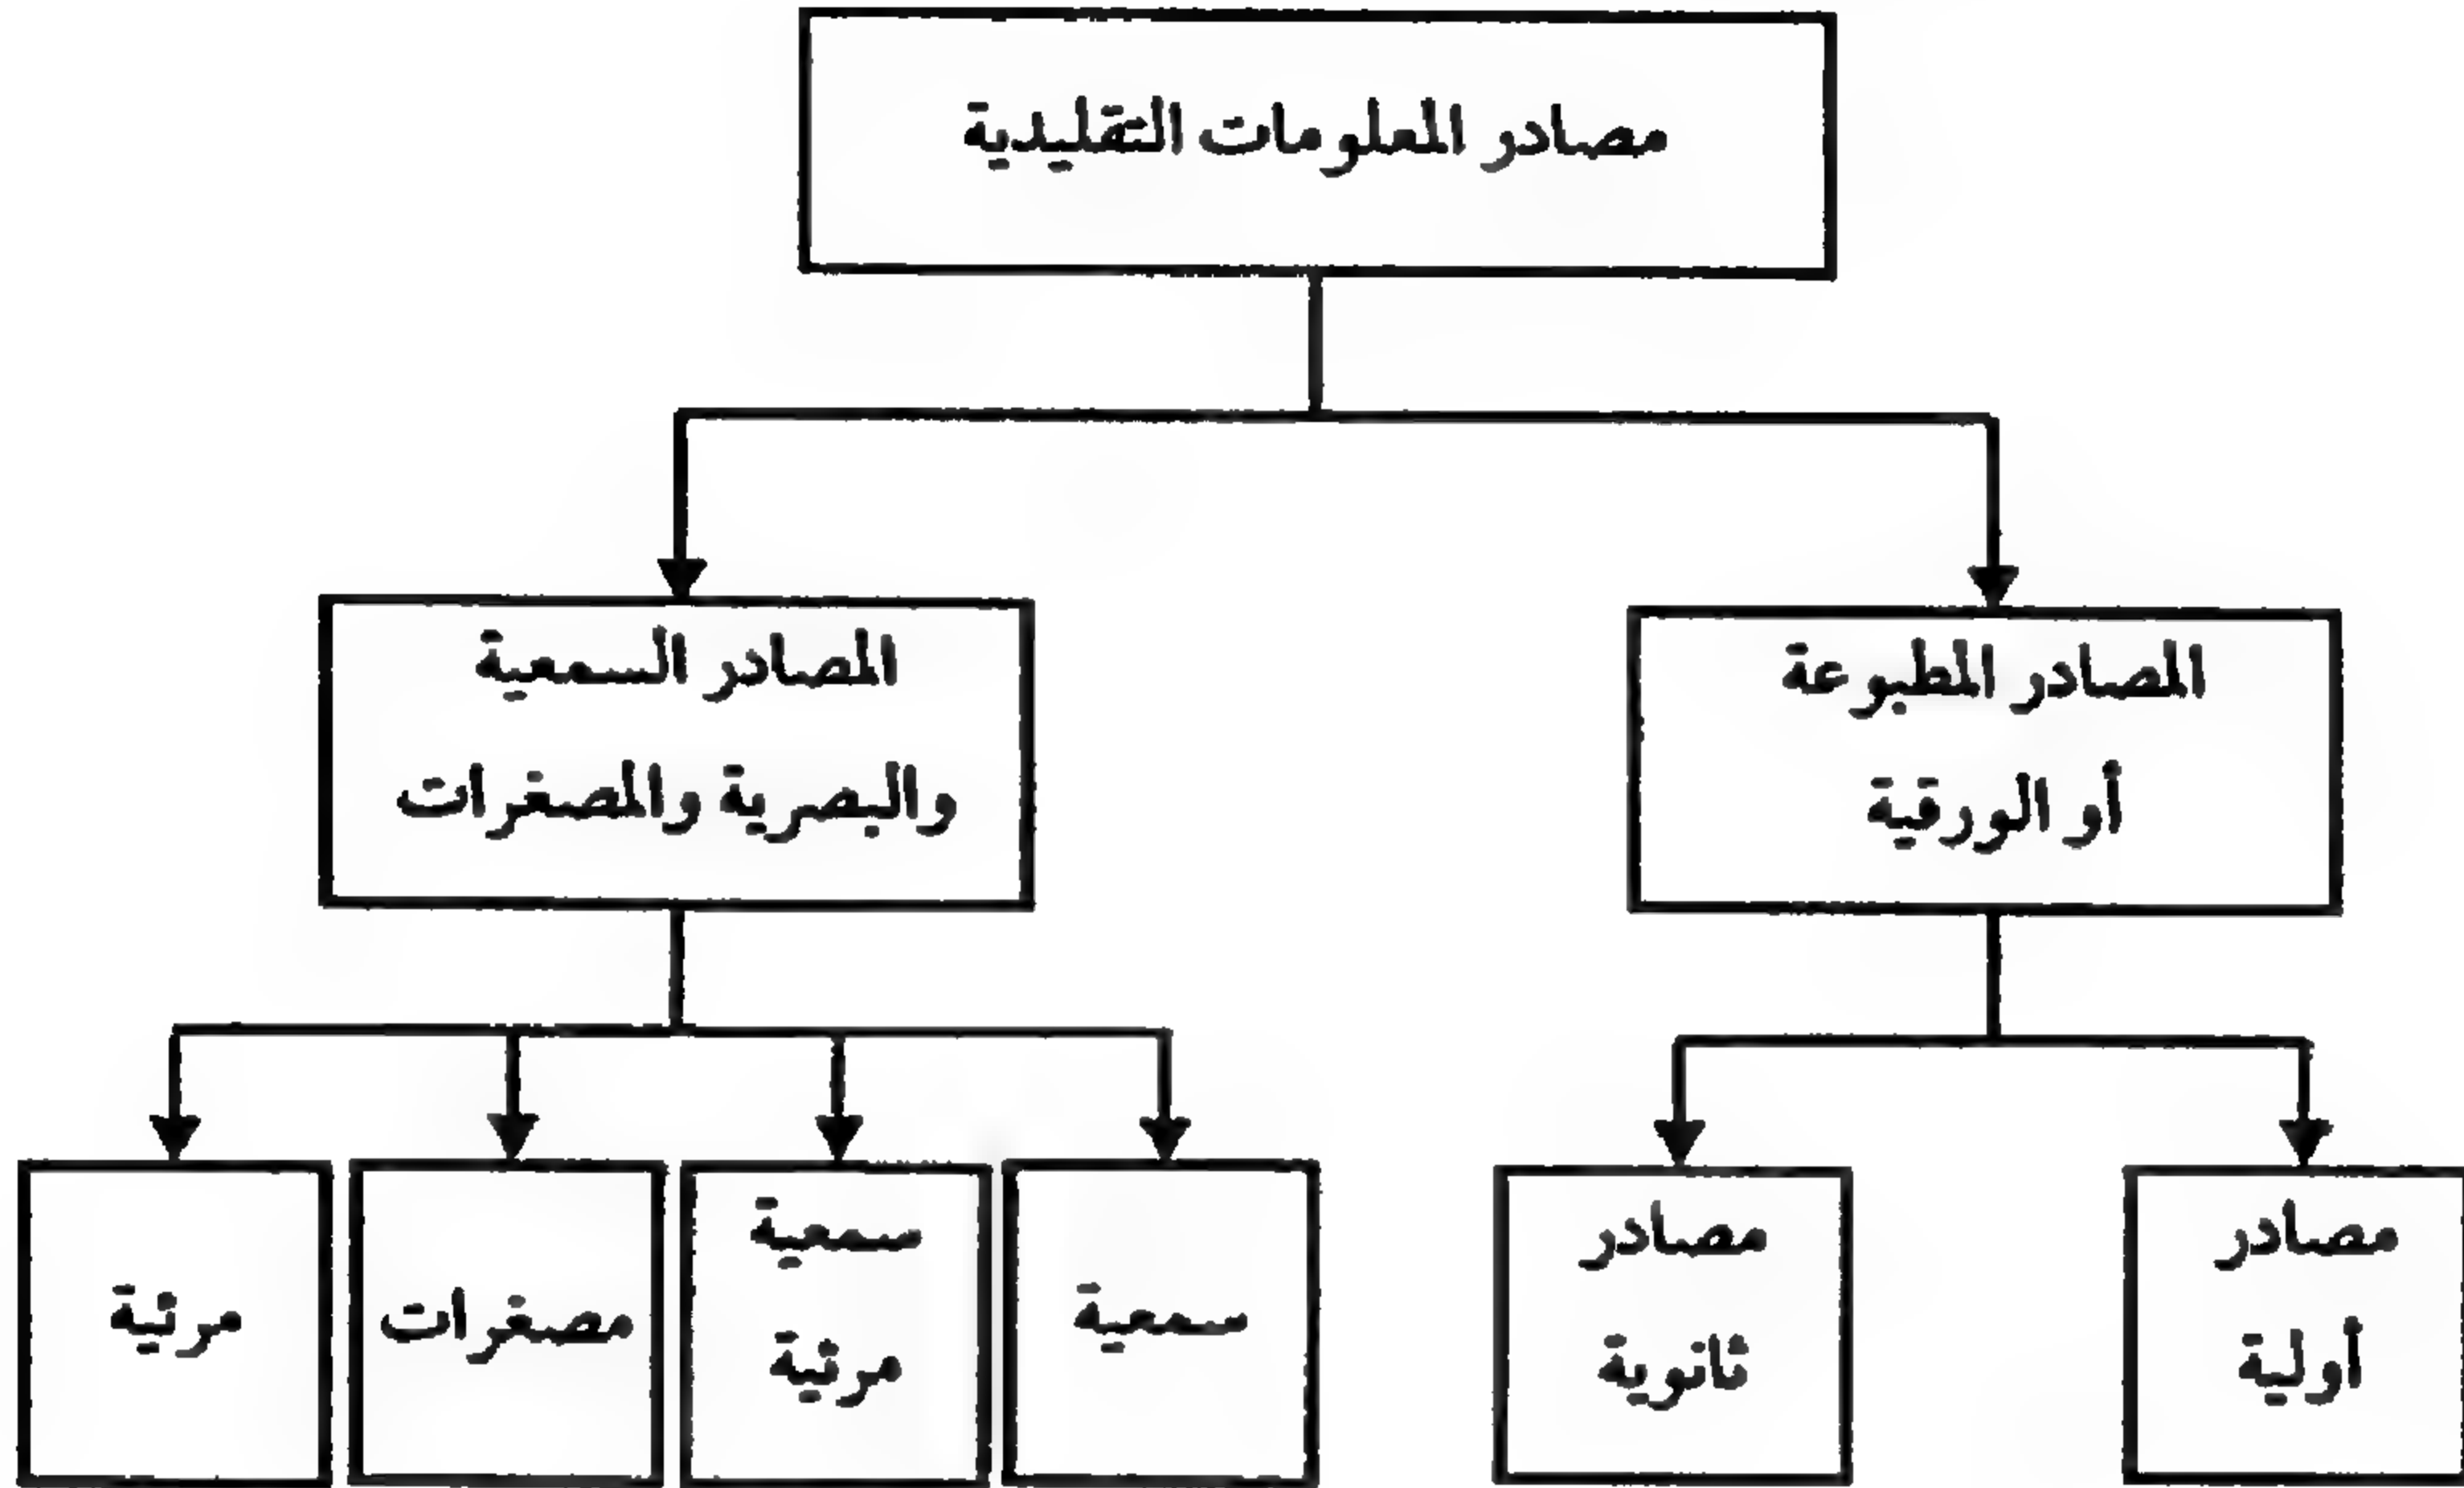 مصادر المعلومات التقليدية
المصادر المطبوعة
أو الورقية
المصادر السمعية
والبصرية والمصغرات
مصادر
أولية
مصادر
ثانوية
سمعية
سمعية
مرئية
مصغرات
مرئية